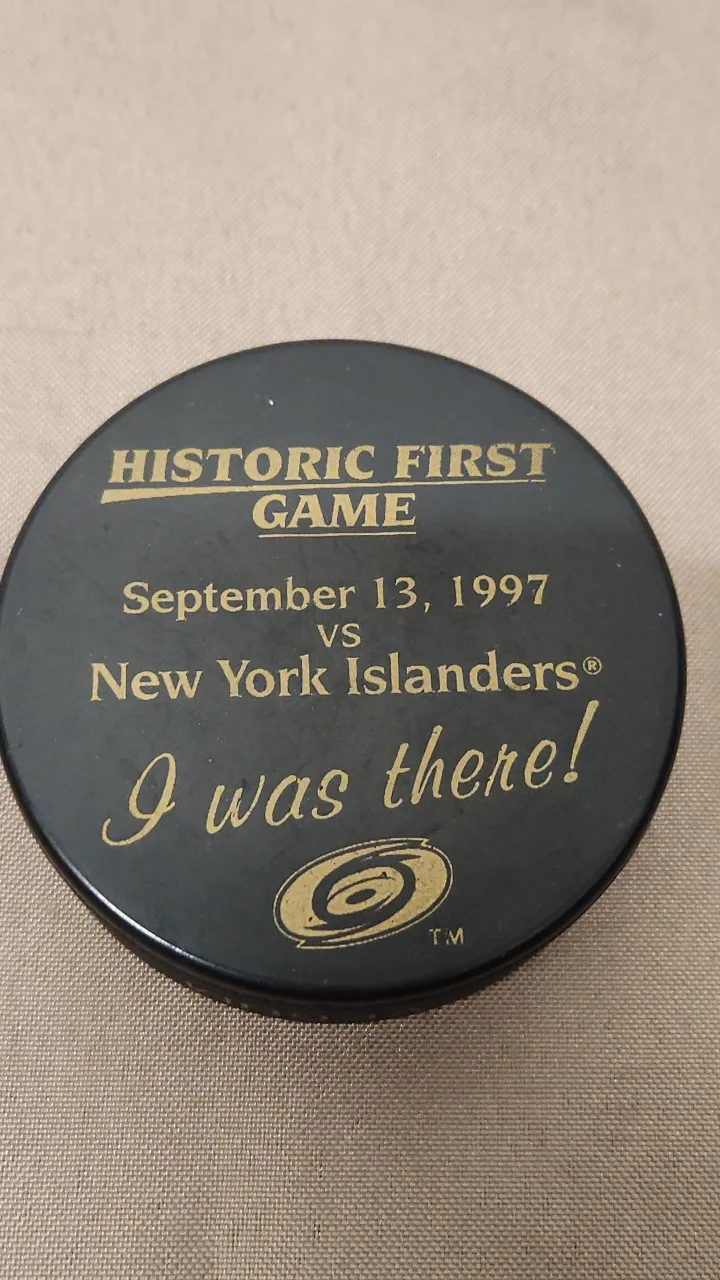 HISTORIC FIRST
GAME
September 13, 1997
VS
New York Islanders®
I was there!
TM